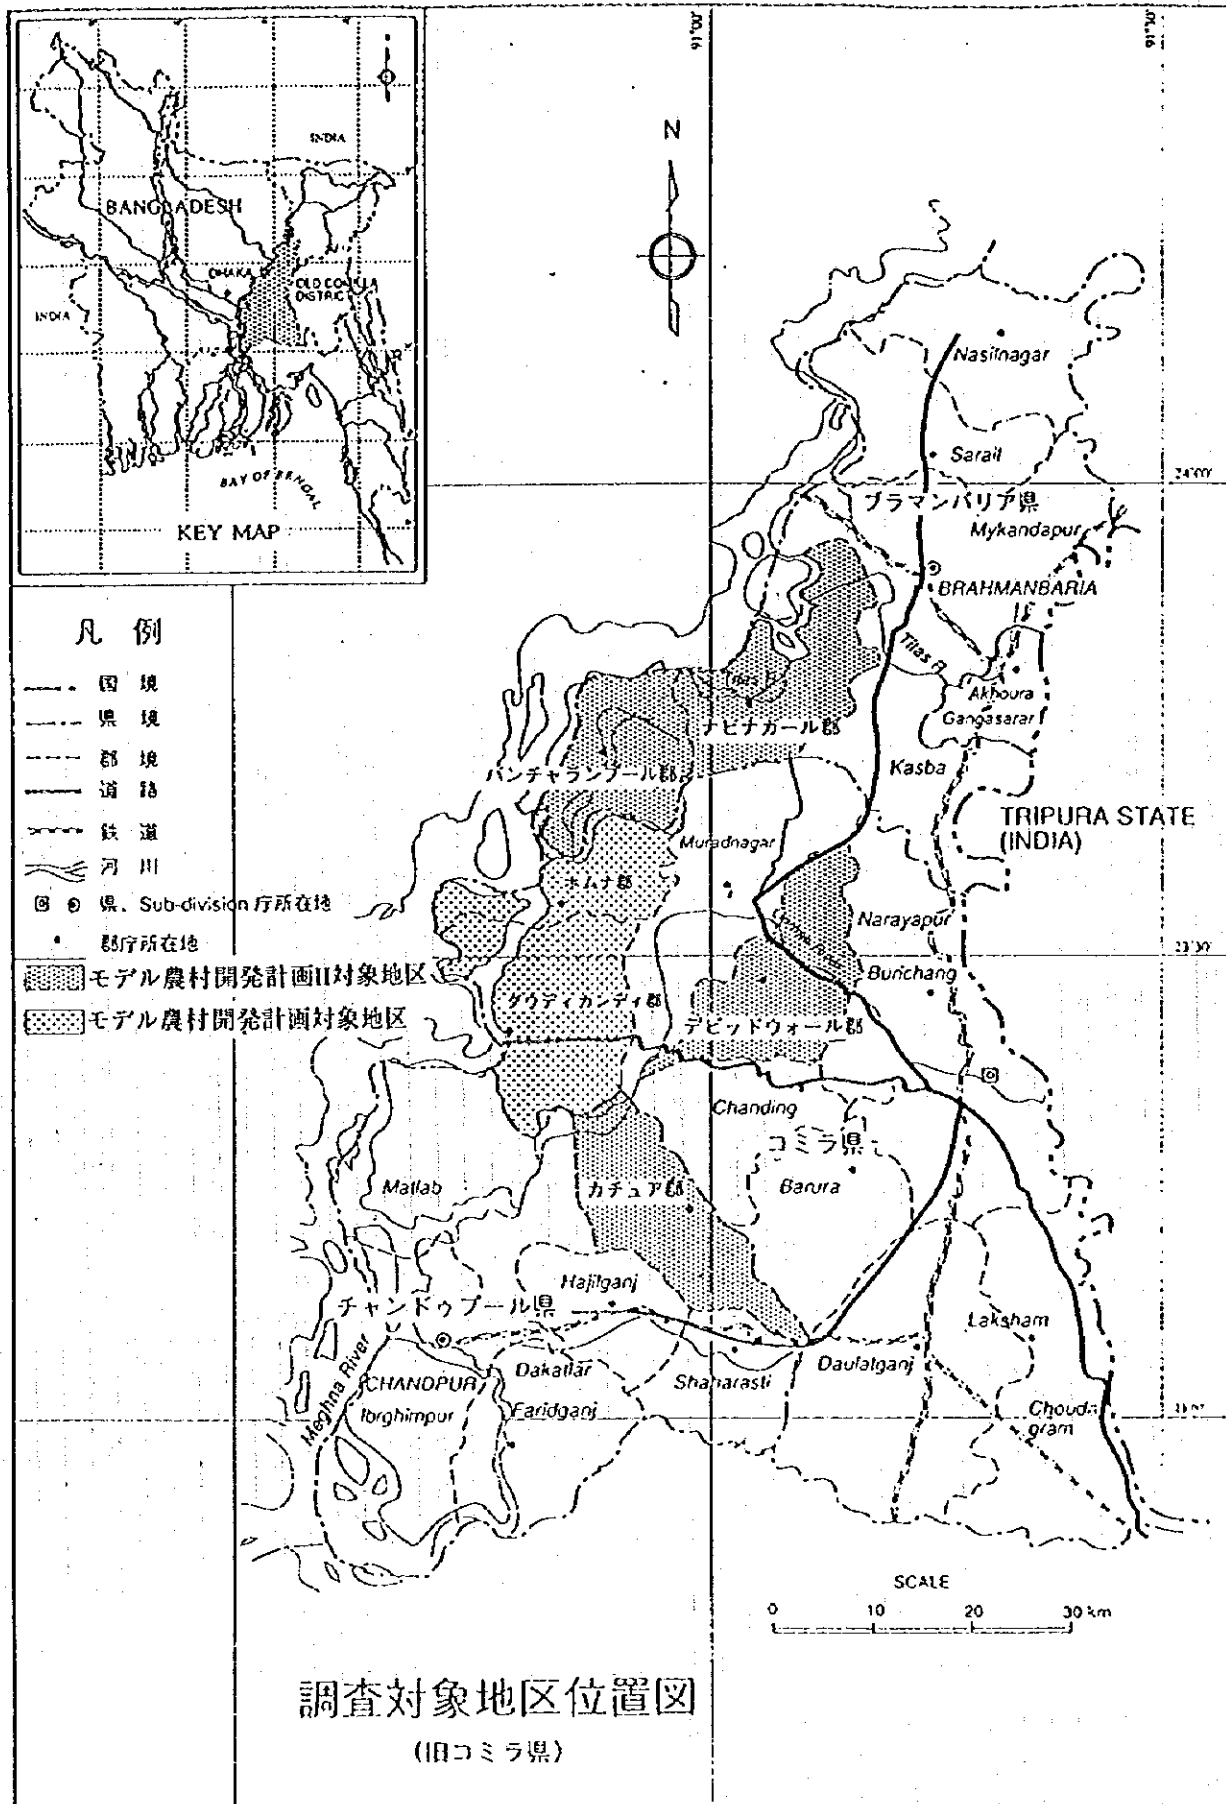 INDIA
BANGLADESH
DHAKA
DISTRICT
INDIA
BAY OF BENGAL
KEY MAP
N
凡 例
国 境
県 境
郡 境
道 路
鉄 道
河 川
県、Sub-division 庁所在地
郡庁所在地
モデル農村開発計画II対象地区
モデル農村開発計画対象地区
Nasilnagar
Sarail
24°00'
ブラマンバリア県
Mykandapur
BRAHMANBARIA
Titas R.
Akhoura
Gangasarar
ナビナガール郡
Kasba
バンチャランプール郡
TRIPURA STATE
(INDIA)
Muradnagar
ホムナ郡
Narayapur
Burichang
ダウディカンディ郡
デビッドウォール郡
Chanding
コミラ県
Barura
Matlab
カチュア郡
Hajilganj
チャンドゥプール県
Laksham
Meghna River
CHANDPUR
Dakatiar
Shaharasti
Daulatganj
Ibrghimpur
Faridganj
Chouda
gram
SCALE
0 10 20 30 km
調査対象地区位置図
(旧コミラ県)